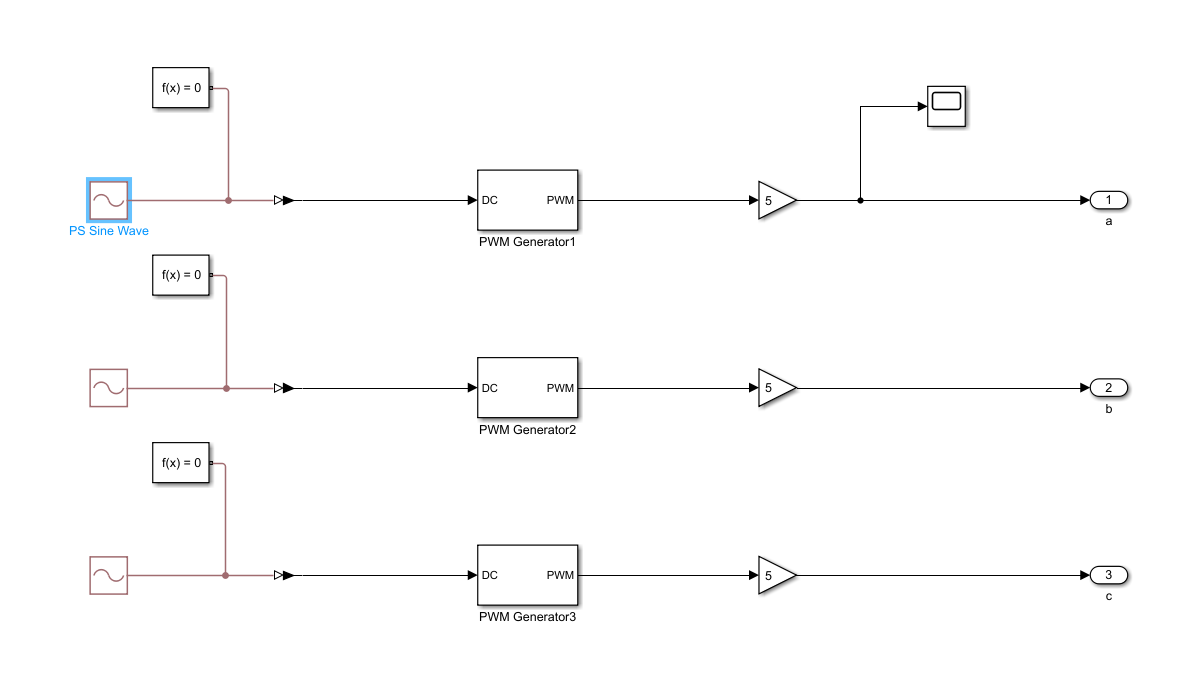 f(x) = 0
PS Sine Wave
DC PWM
PWM Generator1
5
1
a
f(x) = 0
DC PWM
PWM Generator2
5
2
b
f(x) = 0
DC PWM
PWM Generator3
5
3
c